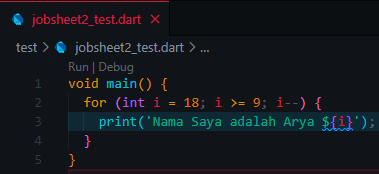 jobsheet2_test.dart ×
test > jobsheet2_test.dart > ...
Run | Debug
1 void main() {
2   for (int i = 18; i >= 9; i--) {
3     print('Nama Saya adalah Arya ${i}');
4   }
5 }